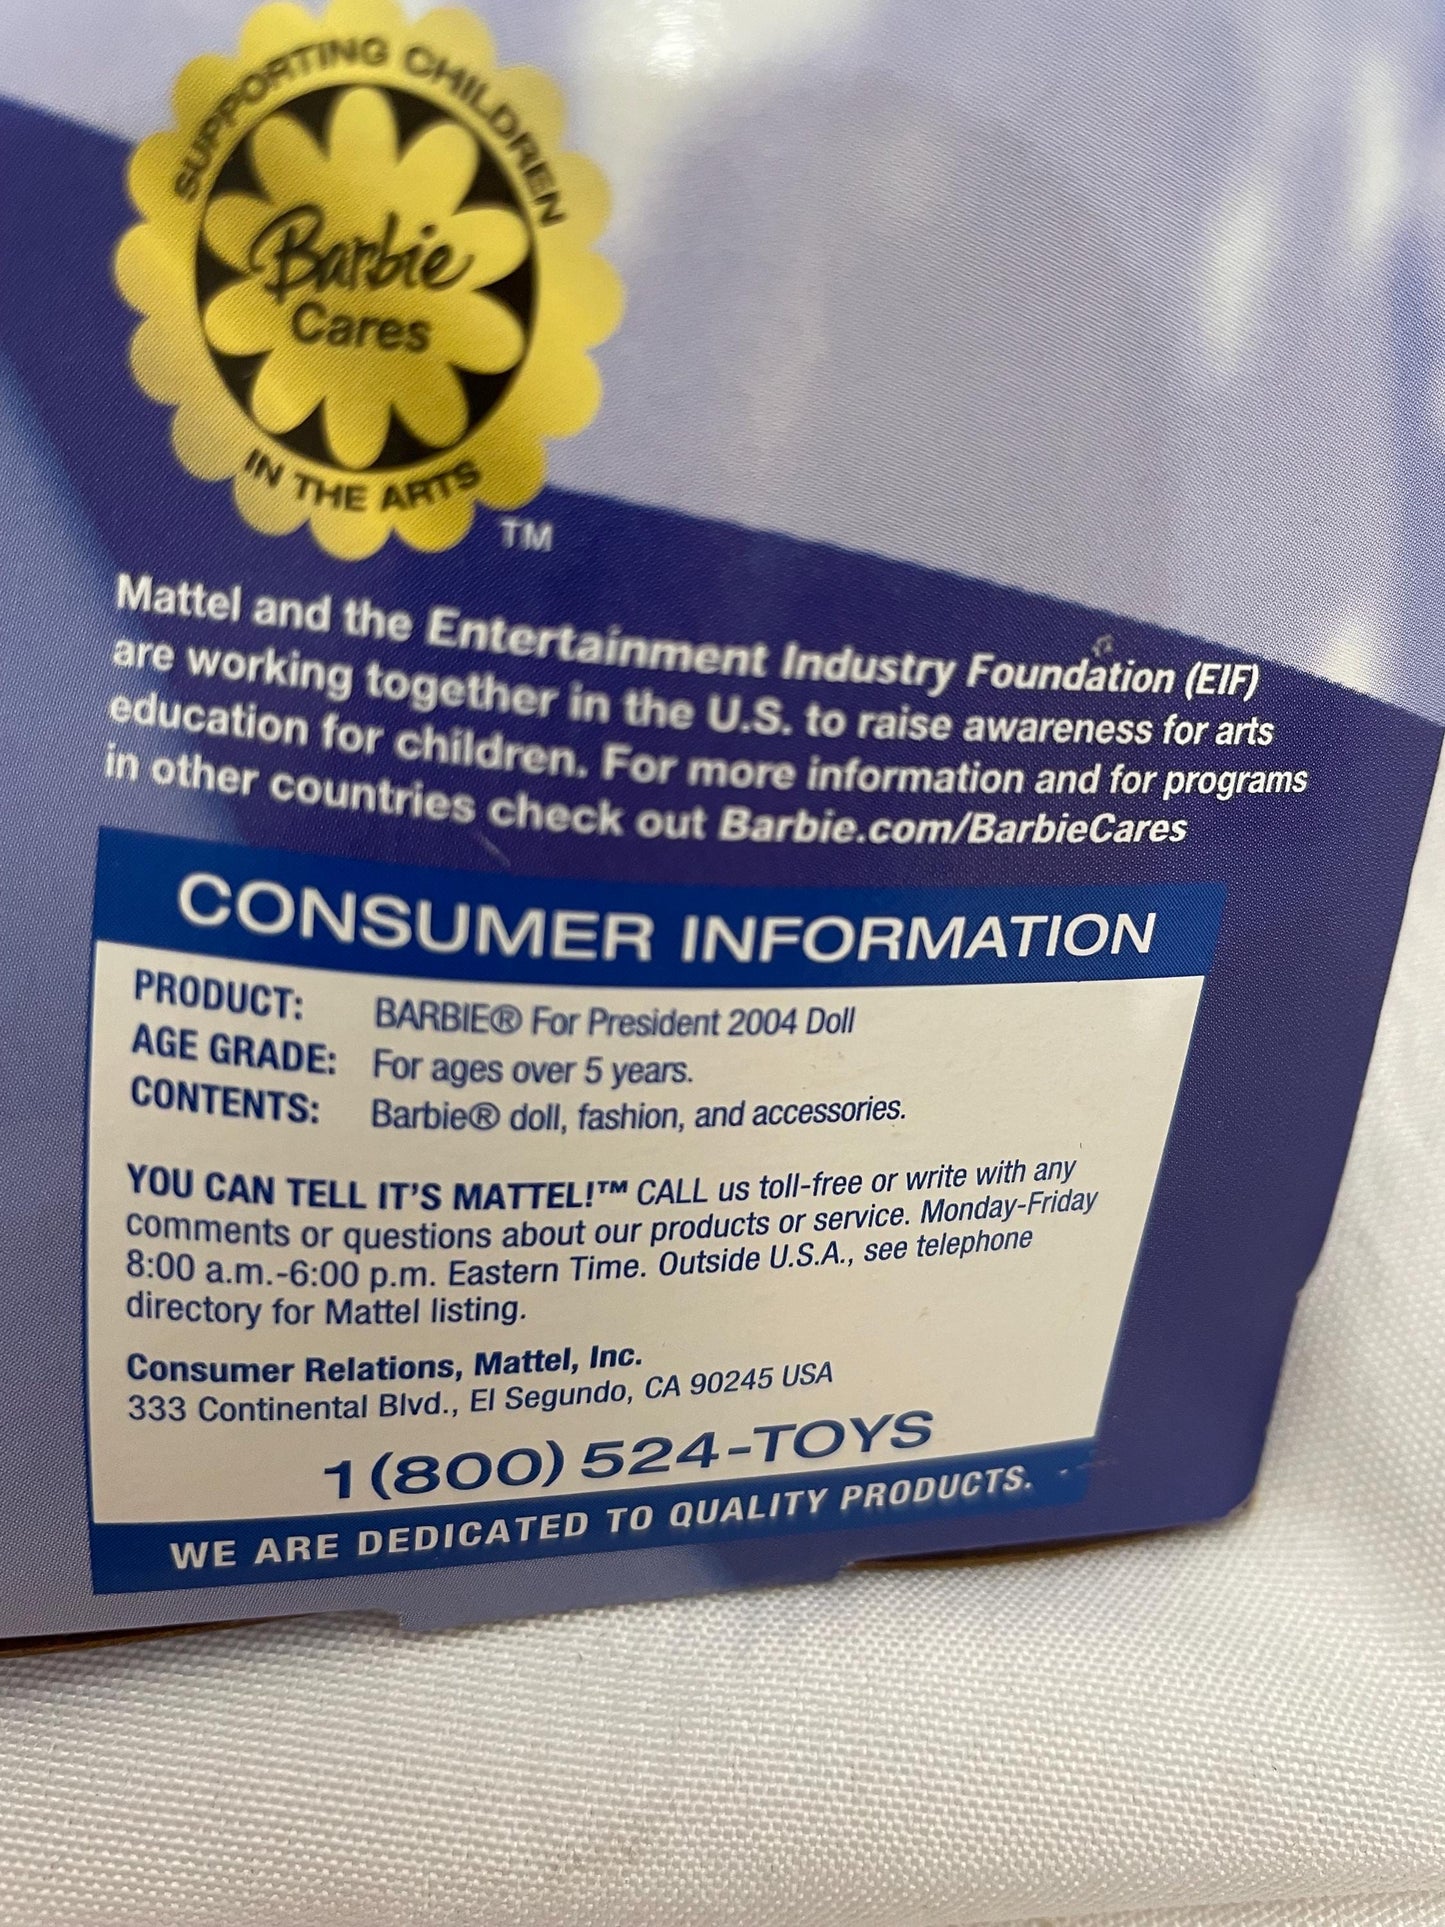 SUPPORTING CHILDREN
Barbie
Cares
IN THE ARTS
TM
Mattel and the Entertainment Industry Foundation (EIF)
are working together in the U.S. to raise awareness for arts
education for children. For more information and for programs
in other countries check out Barbie.com/BarbieCares
CONSUMER INFORMATION
PRODUCT: BARBIE® For President 2004 Doll
AGE GRADE: For ages over 5 years.
CONTENTS: Barbie® doll, fashion, and accessories.
YOU CAN TELL IT'S MATTEL!™ CALL us toll-free or write with any
comments or questions about our products or service. Monday-Friday
8:00 a.m.-6:00 p.m. Eastern Time. Outside U.S.A., see telephone
directory for Mattel listing.
Consumer Relations, Mattel, Inc.
333 Continental Blvd., El Segundo, CA 90245 USA
1 (800) 524-TOYS
WE ARE DEDICATED TO QUALITY PRODUCTS.